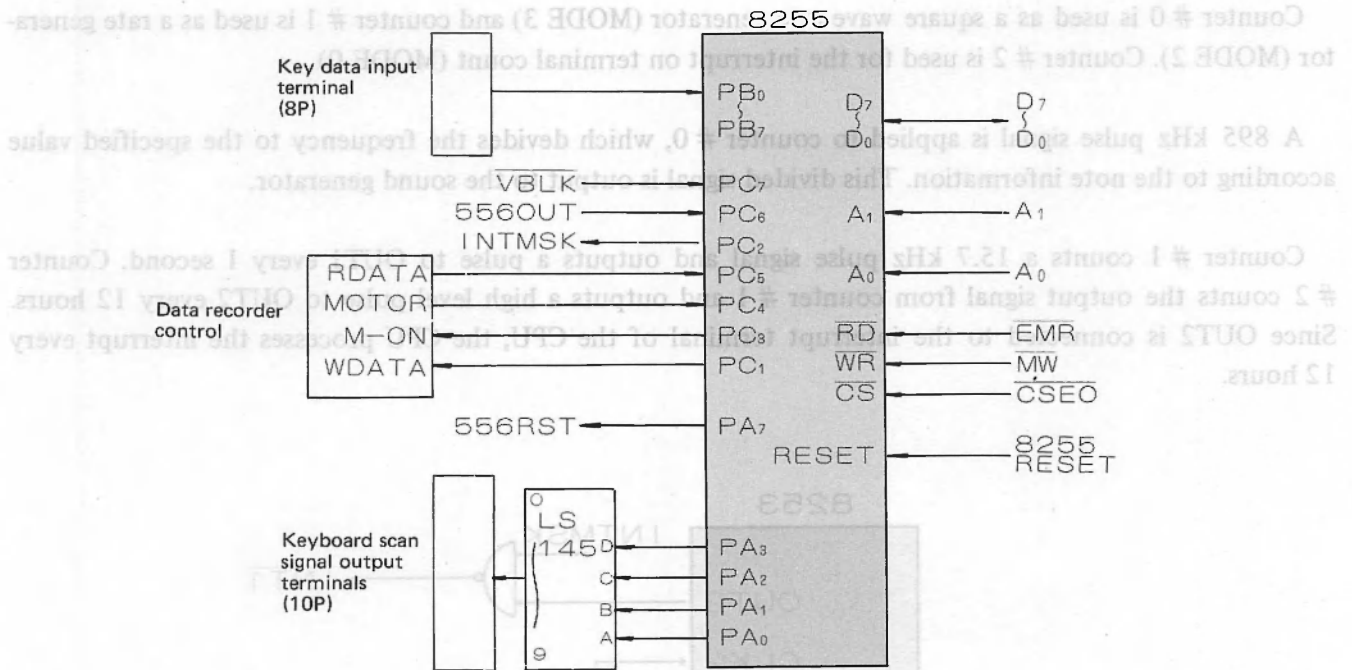 8255
Key data input
terminal
(8P)
PB0
PB7
D7
D0
D7
D0
VBLK
PC7
556OUT
PC6
A1
A1
INTMSK
PC2
Data recorder
control
RDATA
PC5
A0
A0
MOTOR
PC4
M-ON
PC3
RD
EMR
WDATA
PC1
WR
MW
CS
CSEO
556RST
PA7
RESET
8255
RESET
Keyboard scan
signal output
terminals
(10P)
0
LS
145
9
D
PA3
C
PA2
B
PA1
A
PA0
Counter # 0 is used as a square wave generator (MODE 3) and counter # 1 is used as a rate genera-
tor (MODE 2). Counter # 2 is used for the interrupt on terminal count (MODE 0)
A 895 kHz pulse signal is applied to counter # 0, which devides the frequency to the specified value
according to the note information. This divided signal is output to the sound generator.
Counter # 1 counts a 15.7 kHz pulse signal and outputs a pulse to OUT1 every 1 second. Counter
# 2 counts the output signal from counter # 1 and outputs a high level pulse to OUT2 every 12 hours.
Since OUT2 is connected to the interrupt terminal of the CPU, the CPU processes the interrupt every
12 hours.
8253
INTMSK